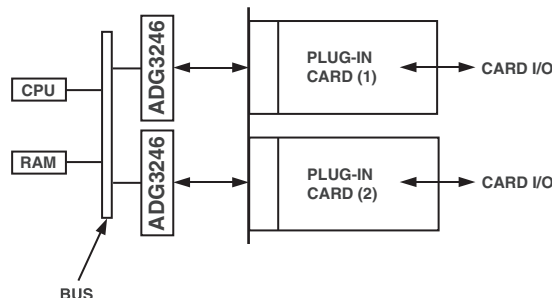 CPU
RAM
BUS
ADG3246
ADG3246
PLUG-IN
CARD (1)
CARD I/O
PLUG-IN
CARD (2)
CARD I/O